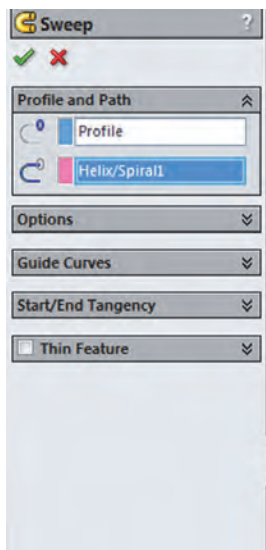 Sweep ?
Profile and Path
Profile
Helix/Spiral1
Options
Guide Curves
Start/End Tangency
Thin Feature